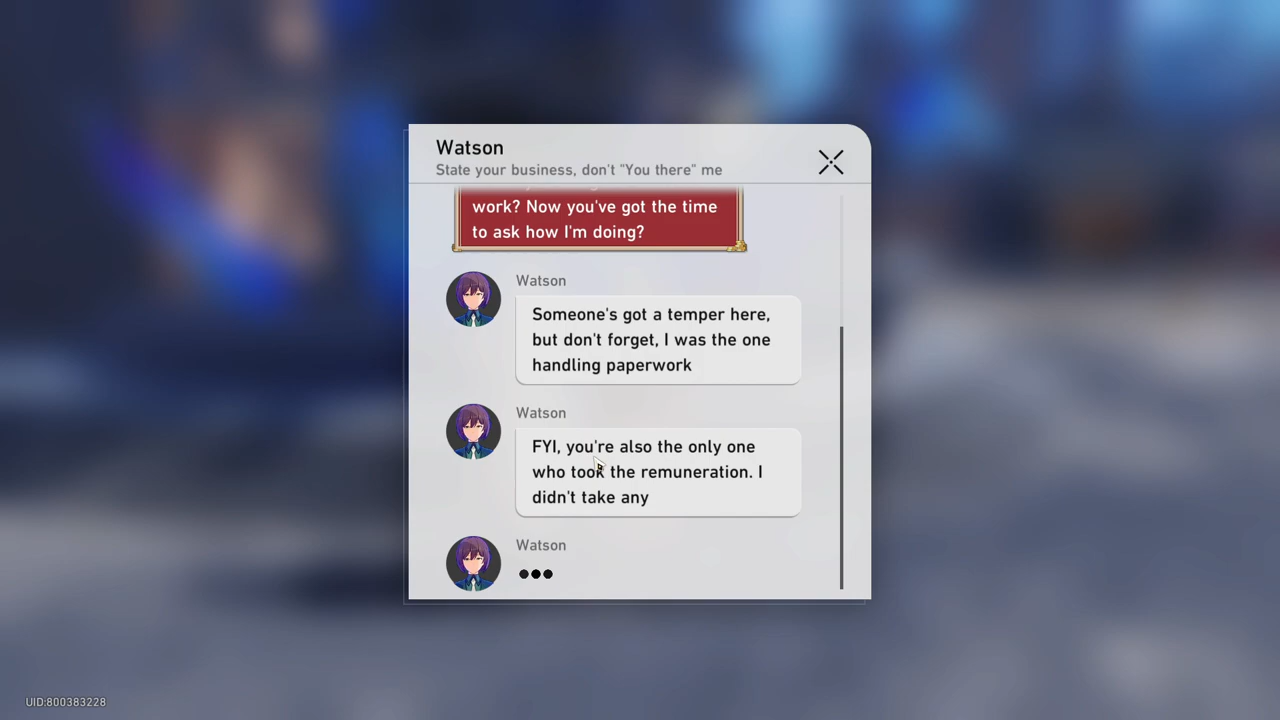 Watson
State your business, don't "You there" me
work? Now you've got the time
to ask how I'm doing?
Watson
Someone's got a temper here,
but don't forget, I was the one
handling paperwork
Watson
FYI, you're also the only one
who took the remuneration. I
didn't take any
Watson
UID:800383228